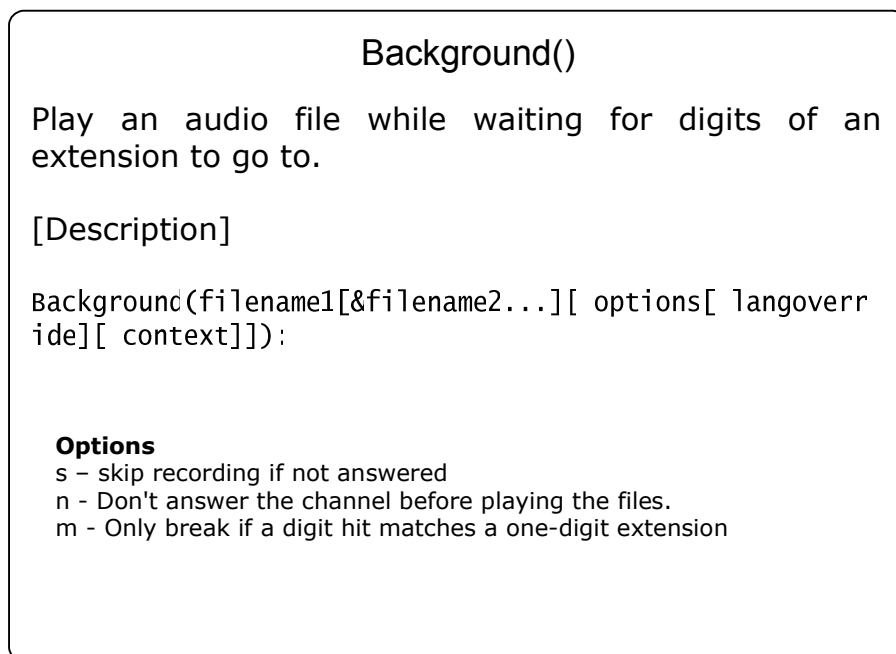 Background()
Play an audio file while waiting for digits of an
extension to go to.
[Description]
Background(filename1[&filename2...][ options[ langoverr
ide][ context]]):
Options
s – skip recording if not answered
n - Don't answer the channel before playing the files.
m - Only break if a digit hit matches a one-digit extension